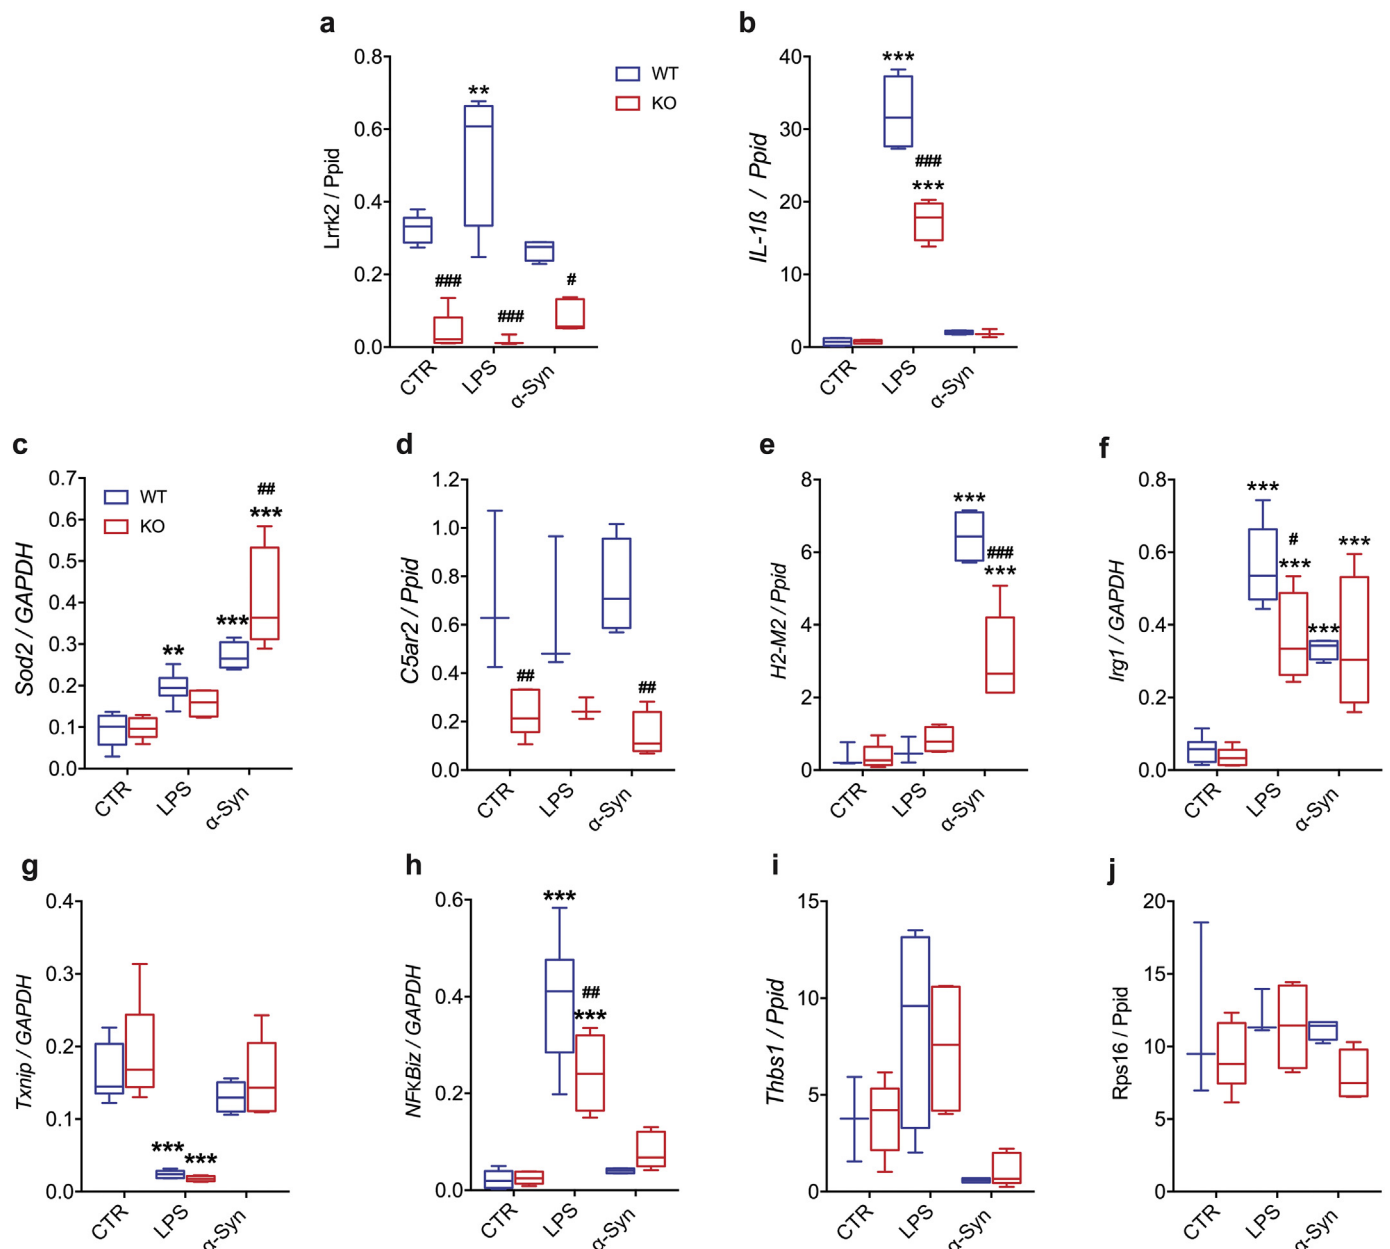 a
0.8
0.6
0.4
0.2
0.0
Lrrk2 / Ppid
**
###
###
#
CTR
LPS
α-Syn
WT
KO
b
40
30
20
10
0
IL-1ß / Ppid
***
###
***
CTR
LPS
α-Syn
c
0.7
0.6
0.5
0.4
0.3
0.2
0.1
0.0
Sod2 / GAPDH
WT
KO
**
***
##
***
CTR
LPS
α-Syn
d
1.2
1.0
0.8
0.6
0.4
0.2
0.0
C5ar2 / Ppid
##
##
CTR
LPS
α-Syn
e
8
6
4
2
0
H2-M2 / Ppid
***
###
***
CTR
LPS
α-Syn
f
0.8
0.6
0.4
0.2
0.0
Irg1 / GAPDH
***
#
***
***
***
CTR
LPS
α-Syn
g
0.4
0.3
0.2
0.1
0.0
Txnip / GAPDH
***
***
CTR
LPS
α-Syn
h
0.6
0.4
0.2
0.0
NFKBiz / GAPDH
***
##
***
CTR
LPS
α-Syn
i
15
10
5
0
Thbs1 / Ppid
CTR
LPS
α-Syn
j
20
15
10
5
0
Rps16 / Ppid
CTR
LPS
α-Syn